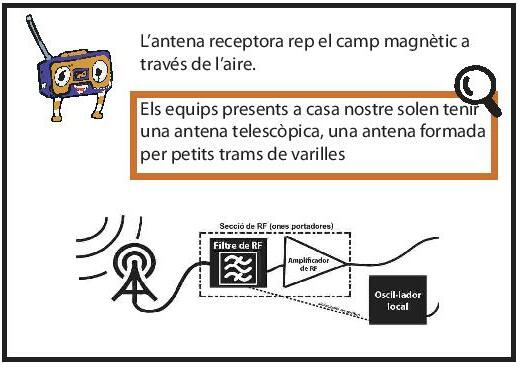 L'antena receptora rep el camp magnètic a
través de l'aire.
Els equips presents a casa nostre solen tenir
una antena telescòpica, una antena formada
per petits trams de varilles
Secció de RF (ones portadores)
Filtre de RF
Amplificador
de RF
Oscil·lador
local